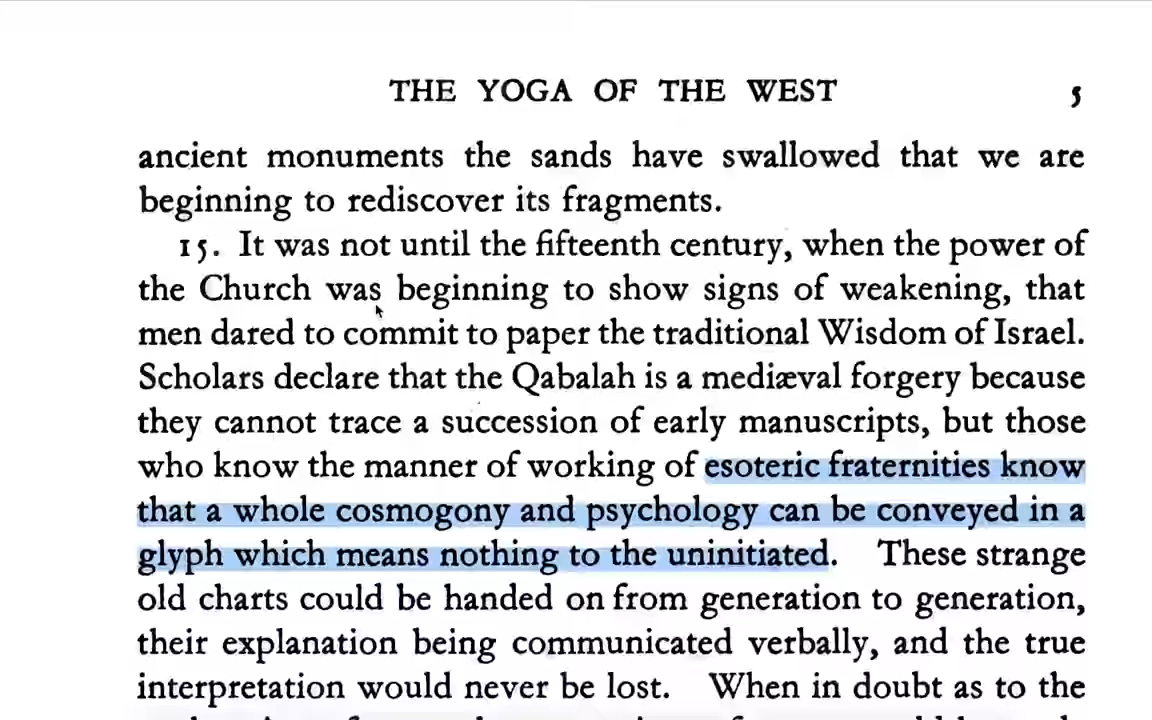 THE YOGA OF THE WEST 5
ancient monuments the sands have swallowed that we are
beginning to rediscover its fragments.
15. It was not until the fifteenth century, when the power of
the Church was beginning to show signs of weakening, that
men dared to commit to paper the traditional Wisdom of Israel.
Scholars declare that the Qabalah is a mediæval forgery because
they cannot trace a succession of early manuscripts, but those
who know the manner of working of esoteric fraternities know
that a whole cosmogony and psychology can be conveyed in a
glyph which means nothing to the uninitiated. These strange
old charts could be handed on from generation to generation,
their explanation being communicated verbally, and the true
interpretation would never be lost. When in doubt as to the